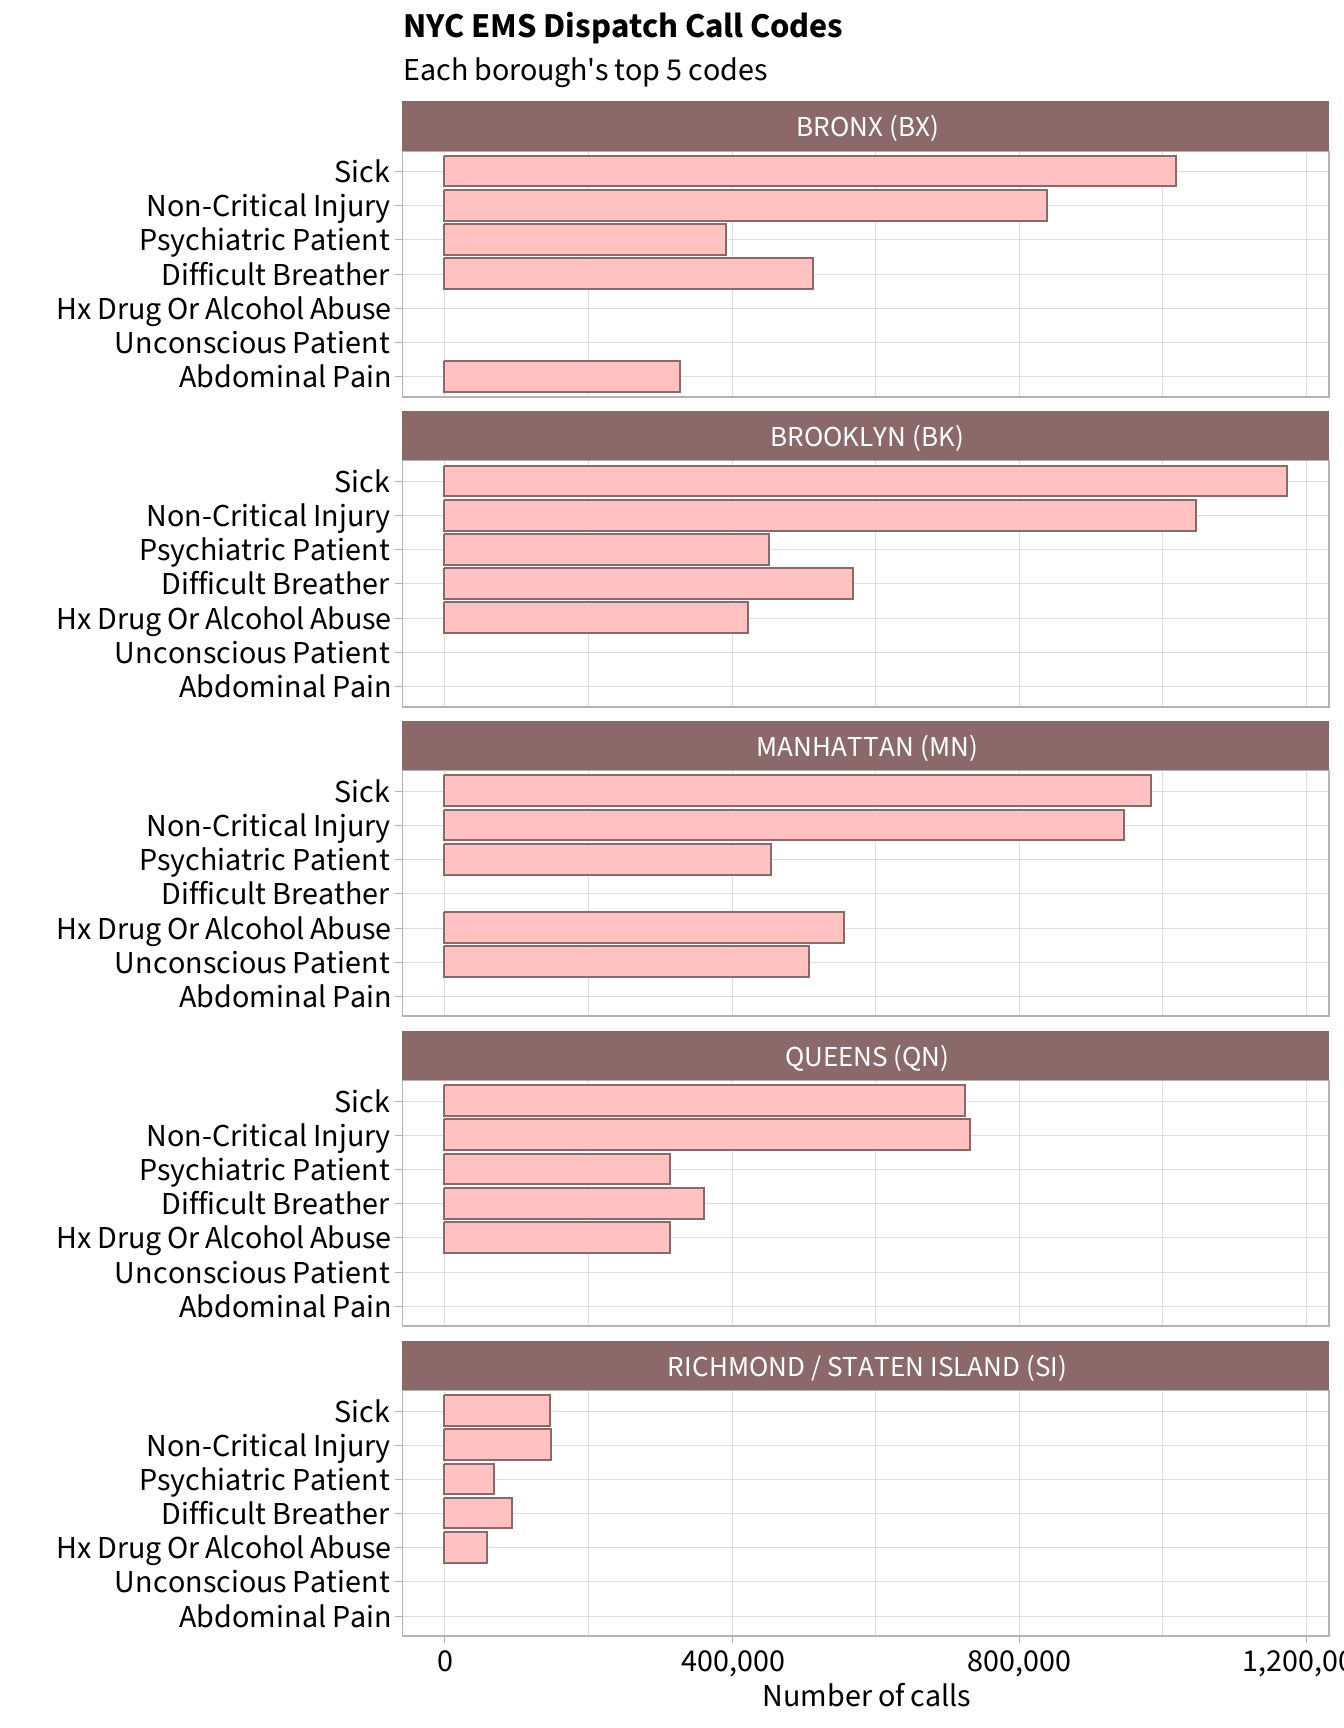 NYC EMS Dispatch Call Codes
Each borough's top 5 codes
BRONX (BX)
Sick
Non-Critical Injury
Psychiatric Patient
Difficult Breather
Hx Drug Or Alcohol Abuse
Unconscious Patient
Abdominal Pain
BROOKLYN (BK)
Sick
Non-Critical Injury
Psychiatric Patient
Difficult Breather
Hx Drug Or Alcohol Abuse
Unconscious Patient
Abdominal Pain
MANHATTAN (MN)
Sick
Non-Critical Injury
Psychiatric Patient
Difficult Breather
Hx Drug Or Alcohol Abuse
Unconscious Patient
Abdominal Pain
QUEENS (QN)
Sick
Non-Critical Injury
Psychiatric Patient
Difficult Breather
Hx Drug Or Alcohol Abuse
Unconscious Patient
Abdominal Pain
RICHMOND / STATEN ISLAND (SI)
Sick
Non-Critical Injury
Psychiatric Patient
Difficult Breather
Hx Drug Or Alcohol Abuse
Unconscious Patient
Abdominal Pain
0 400,000 800,000 1,200,0
Number of calls